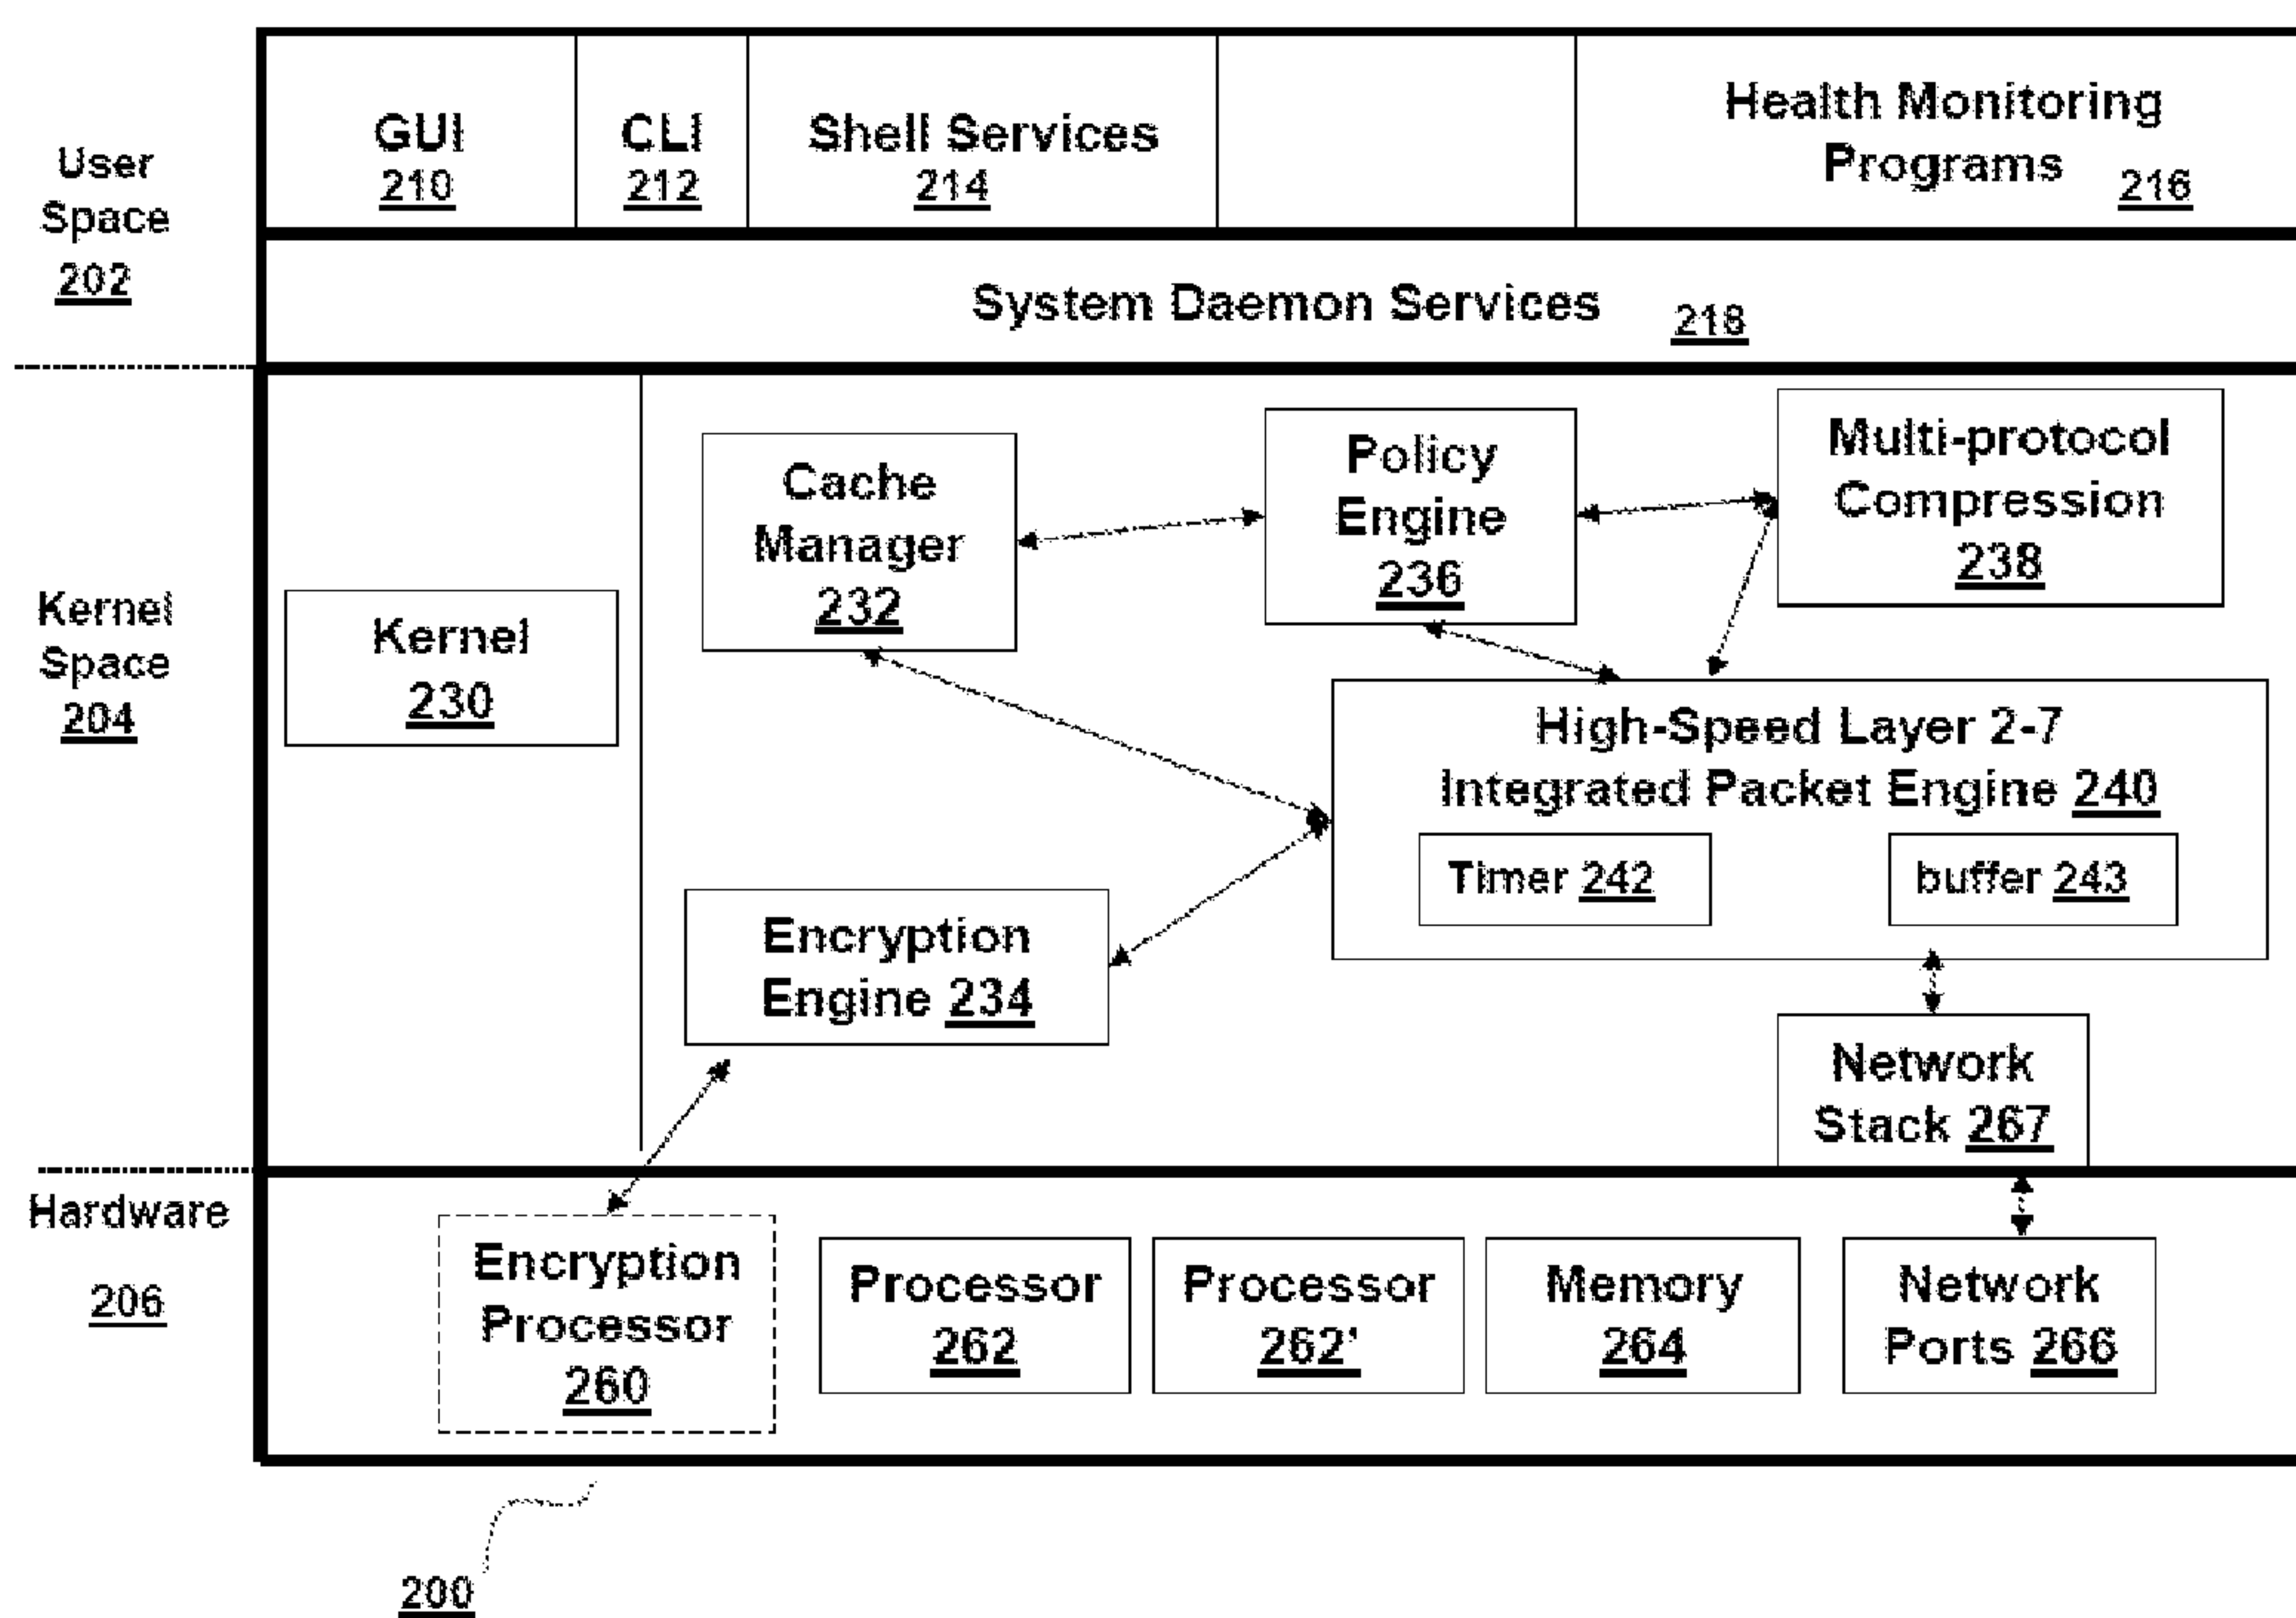 User
Space
202
GUI
210
CLI
212
Shell Services
214
Health Monitoring
Programs 216
System Daemon Services 218
Kernel
Space
204
Kernel
230
Cache
Manager
232
Policy
Engine
236
Multi-protocol
Compression
238
High-Speed Layer 2-7
Integrated Packet Engine 240
Timer 242
buffer 243
Encryption
Engine 234
Network
Stack 267
Hardware
206
Encryption
Processor
260
Processor
262
Processor
262'
Memory
264
Network
Ports 266
200